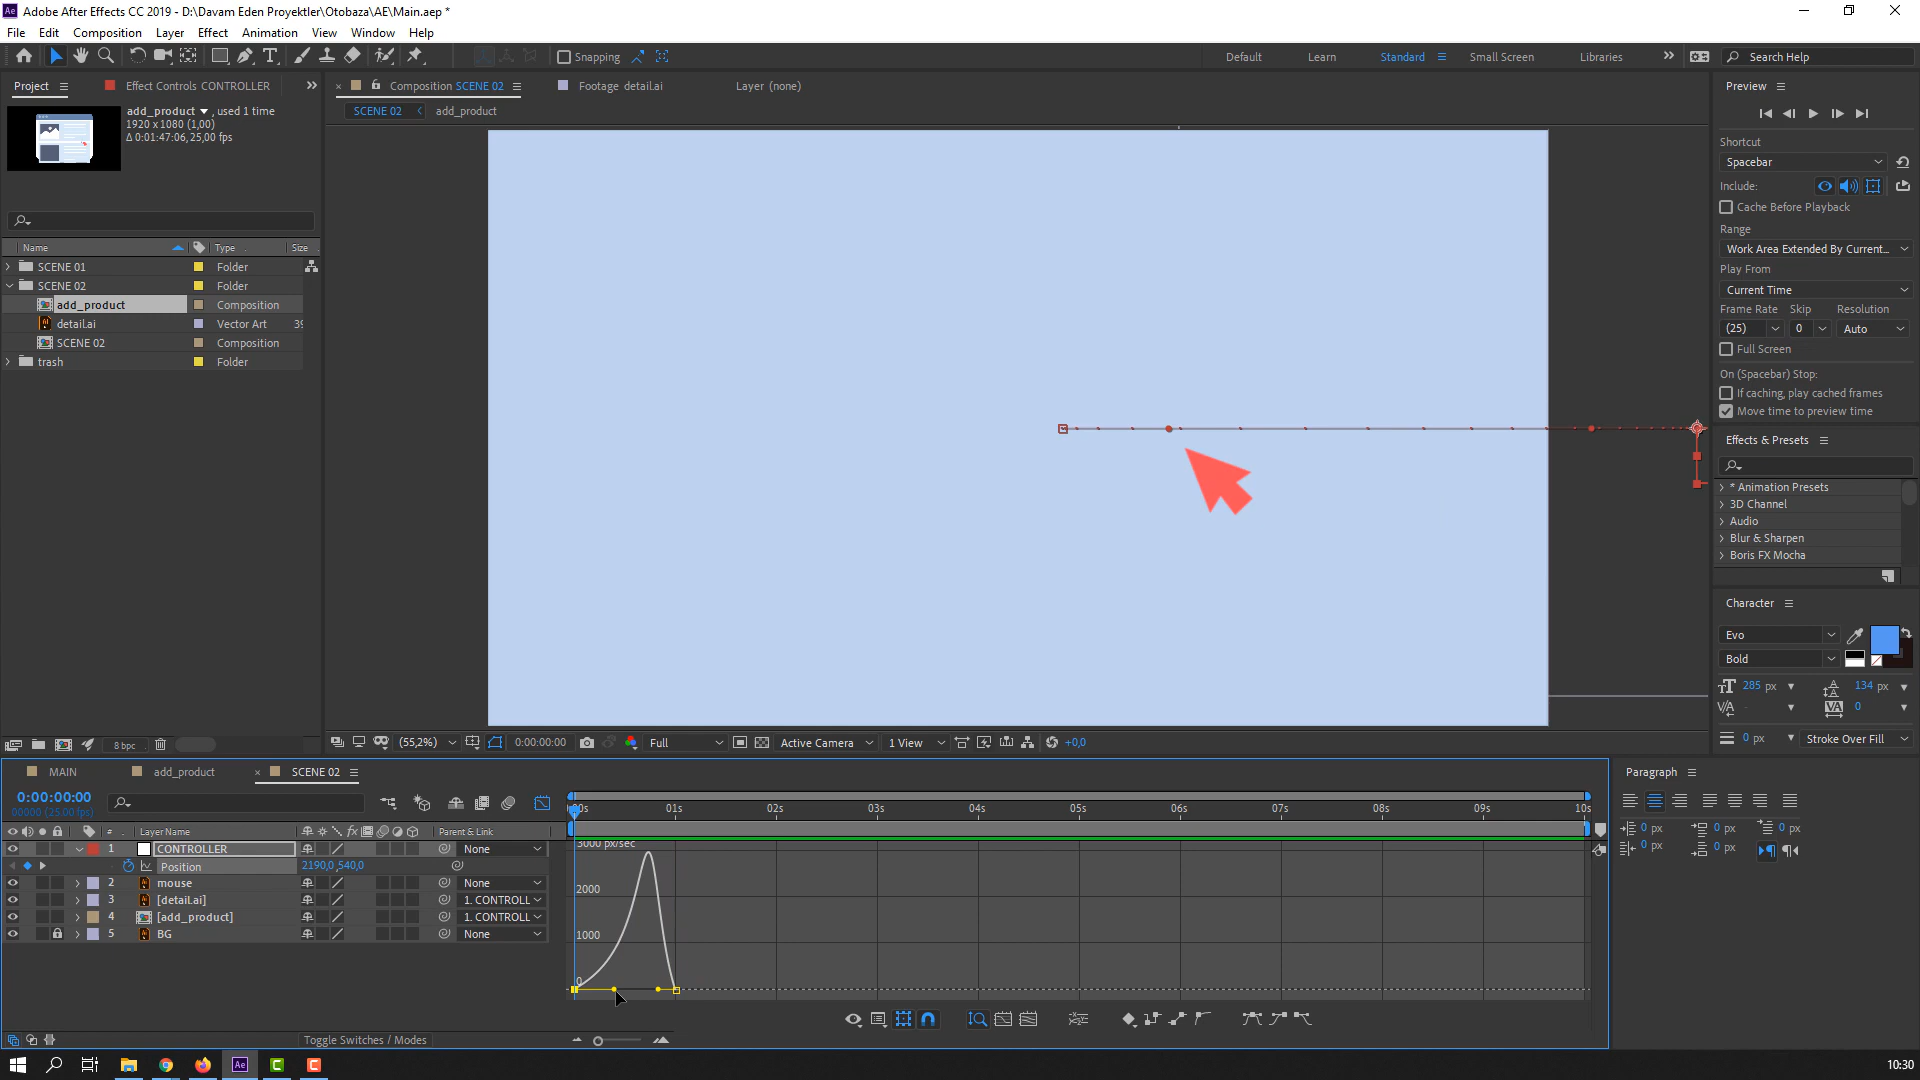 Adobe After Effects CC 2019 - D:\Davam Eden Proyektler\Otobaza\AE\Main.aep *
File Edit Composition Layer Effect Animation View Window Help
Snapping
Default Learn Standard Small Screen Libraries Search Help
Project Effect Controls CONTROLLER
Composition SCENE 02 Footage detail.ai Layer (none)
SCENE 02 add_product
add_product , used 1 time
1920 x 1080 (1,00)
Δ 0:01:47:06, 25,00 fps
Name Type Size
SCENE 01 Folder
SCENE 02 Folder
add_product Composition
detail.ai Vector Art
SCENE 02 Composition
trash Folder
8 bpc
(55,2%) 0:00:00:00 Full Active Camera 1 View +0,0
Preview
Shortcut
Spacebar
Include:
Cache Before Playback
Range
Work Area Extended By Current...
Play From
Current Time
Frame Rate Skip Resolution
(25) 0 Auto
Full Screen
On (Spacebar) Stop:
If caching, play cached frames
Move time to preview time
Effects & Presets
* Animation Presets
3D Channel
Audio
Blur & Sharpen
Boris FX Mocha
Character
Evo
Bold
285 px 134 px
0
0 px Stroke Over Fill
Paragraph
0 px 0 px 0 px
0 px 0 px
MAIN add_product SCENE 02
0:00:00:00
00000 (25.00 fps)
:00s 01s 02s 03s 04s 05s 06s 07s 08s 09s 10s
# Layer Name Parent & Link
1 CONTROLLER None
Position 2190,0,540,0
2 mouse None
3 [detail.ai] 1. CONTROLL
4 [add_product] 1. CONTROLL
5 BG None
3000 px/sec
2000
1000
0
Toggle Switches / Modes
10:30